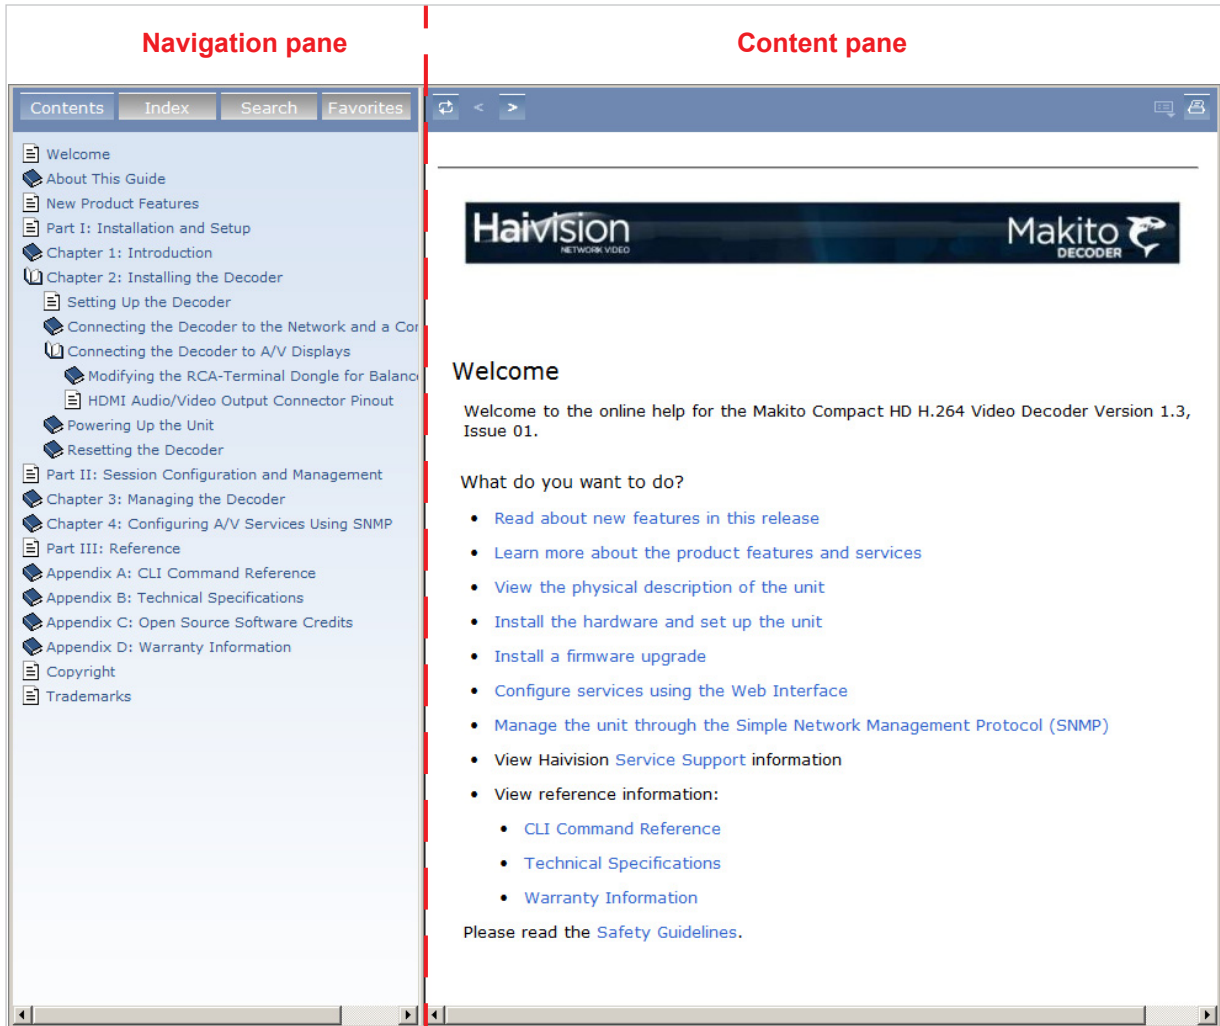 Navigation pane
Content pane
Contents
Index
Search
Favorites
<
>
Welcome
About This Guide
New Product Features
Part I: Installation and Setup
Chapter 1: Introduction
Chapter 2: Installing the Decoder
Setting Up the Decoder
Connecting the Decoder to the Network and a Cor
Connecting the Decoder to A/V Displays
Modifying the RCA-Terminal Dongle for Balance
HDMI Audio/Video Output Connector Pinout
Powering Up the Unit
Resetting the Decoder
Part II: Session Configuration and Management
Chapter 3: Managing the Decoder
Chapter 4: Configuring A/V Services Using SNMP
Part III: Reference
Appendix A: CLI Command Reference
Appendix B: Technical Specifications
Appendix C: Open Source Software Credits
Appendix D: Warranty Information
Copyright
Trademarks
Haivision
NETWORK VIDEO
Makito
DECODER
Welcome
Welcome to the online help for the Makito Compact HD H.264 Video Decoder Version 1.3,
Issue 01.
What do you want to do?
• Read about new features in this release
• Learn more about the product features and services
• View the physical description of the unit
• Install the hardware and set up the unit
• Install a firmware upgrade
• Configure services using the Web Interface
• Manage the unit through the Simple Network Management Protocol (SNMP)
• View Haivision Service Support information
• View reference information:
• CLI Command Reference
• Technical Specifications
• Warranty Information
Please read the Safety Guidelines.